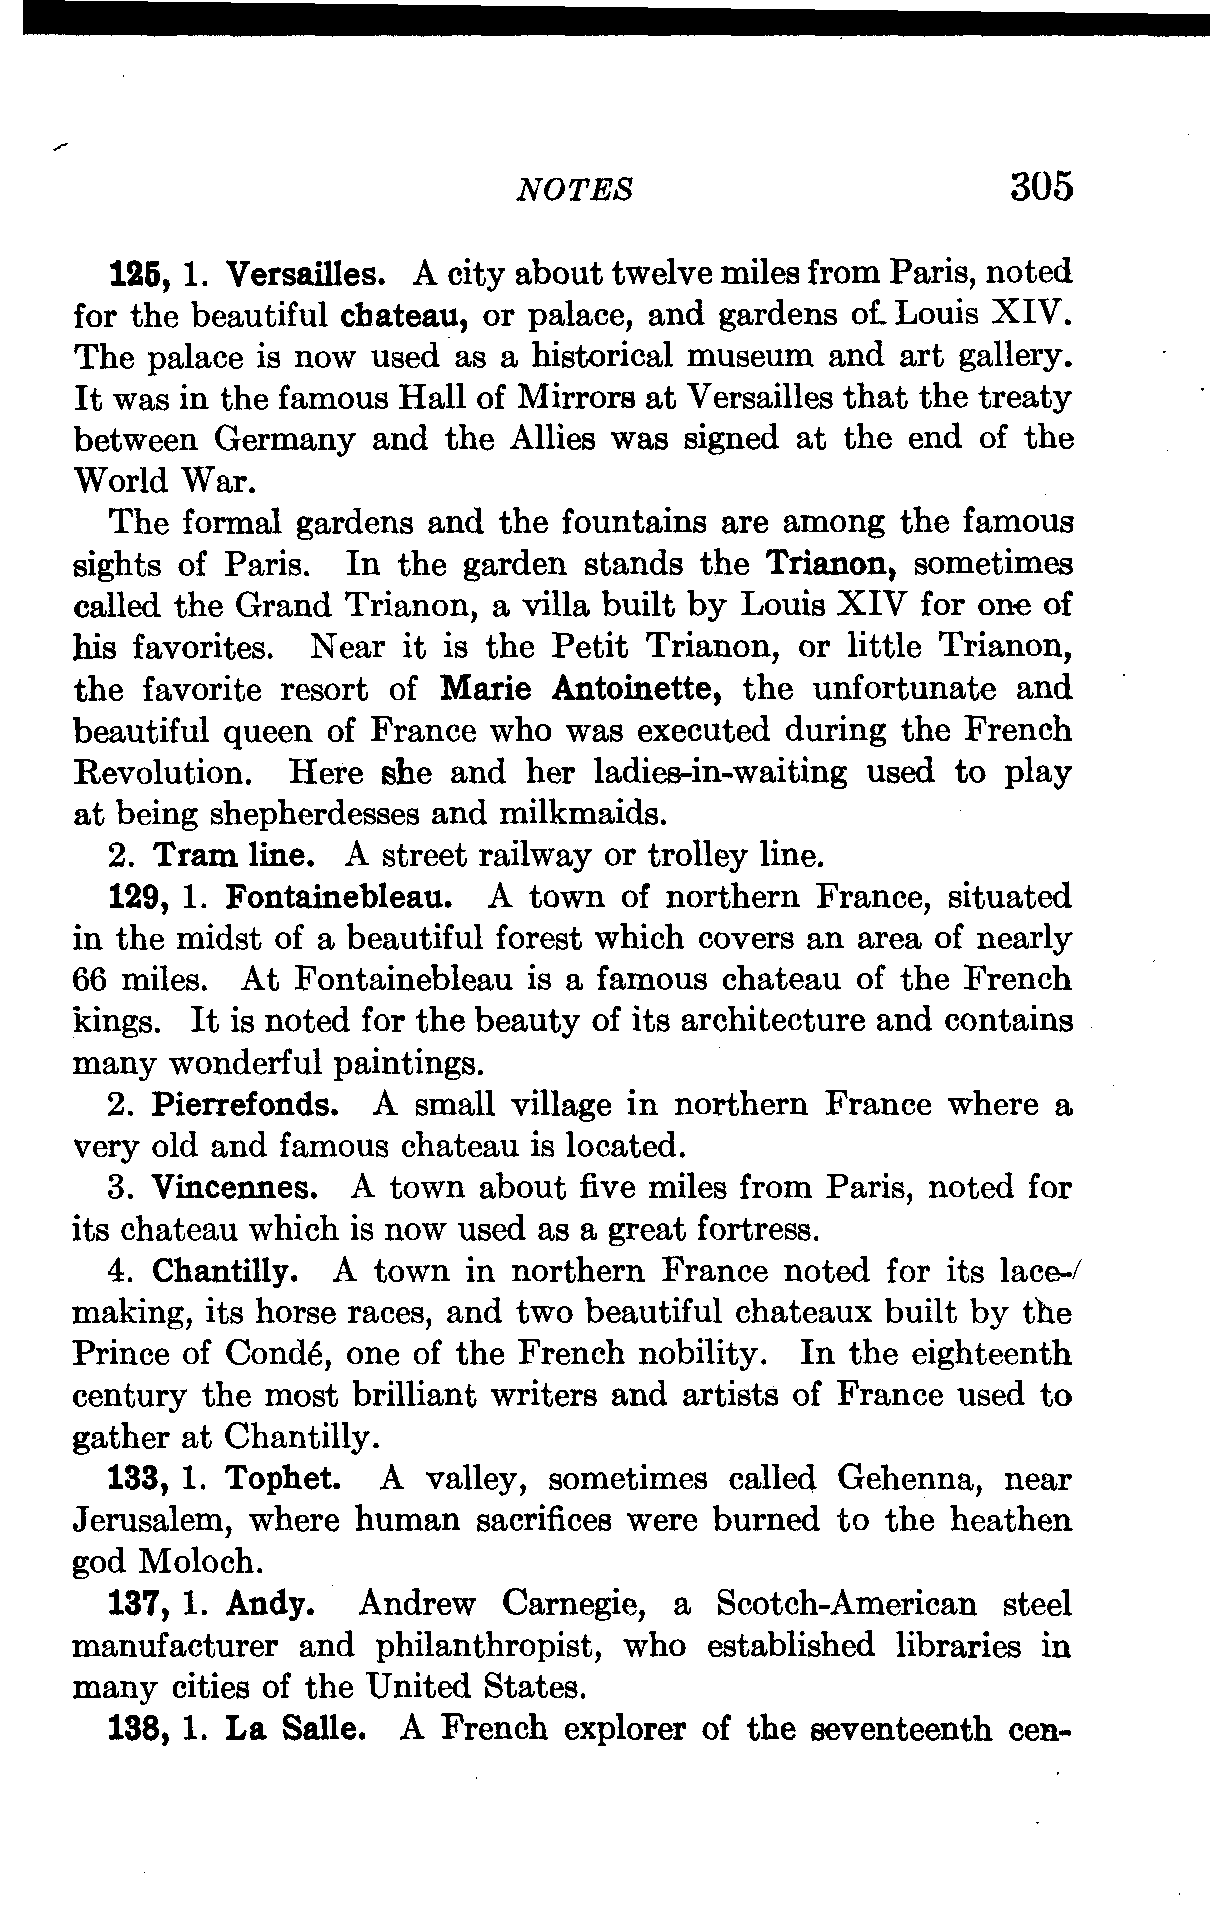 NOTES 305
125, 1. Versailles. A city about twelve miles from Paris, noted
for the beautiful chateau, or palace, and gardens of Louis XIV.
The palace is now used as a historical museum and art gallery.
It was in the famous Hall of Mirrors at Versailles that the treaty
between Germany and the Allies was signed at the end of the
World War.
The formal gardens and the fountains are among the famous
sights of Paris. In the garden stands the Trianon, sometimes
called the Grand Trianon, a villa built by Louis XIV for one of
his favorites. Near it is the Petit Trianon, or little Trianon,
the favorite resort of Marie Antoinette, the unfortunate and
beautiful queen of France who was executed during the French
Revolution. Here she and her ladies-in-waiting used to play
at being shepherdesses and milkmaids.
2. Tram line. A street railway or trolley line.
129, 1. Fontainebleau. A town of northern France, situated
in the midst of a beautiful forest which covers an area of nearly
66 miles. At Fontainebleau is a famous chateau of the French
kings. It is noted for the beauty of its architecture and contains
many wonderful paintings.
2. Pierrefonds. A small village in northern France where a
very old and famous chateau is located.
3. Vincennes. A town about five miles from Paris, noted for
its chateau which is now used as a great fortress.
4. Chantilly. A town in northern France noted for its lace-
making, its horse races, and two beautiful chateaux built by the
Prince of Condé, one of the French nobility. In the eighteenth
century the most brilliant writers and artists of France used to
gather at Chantilly.
133, 1. Tophet. A valley, sometimes called Gehenna, near
Jerusalem, where human sacrifices were burned to the heathen
god Moloch.
137, 1. Andy. Andrew Carnegie, a Scotch-American steel
manufacturer and philanthropist, who established libraries in
many cities of the United States.
138, 1. La Salle. A French explorer of the seventeenth cen-